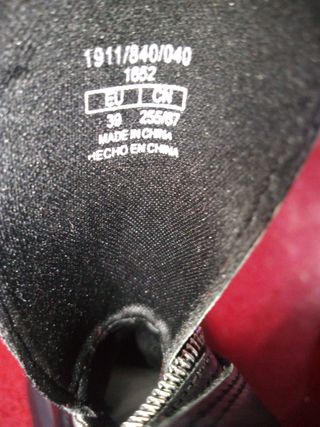 1911/840/040
1652
EU CN
39 255/87
MADE IN CHINA
HECHO EN CHINA